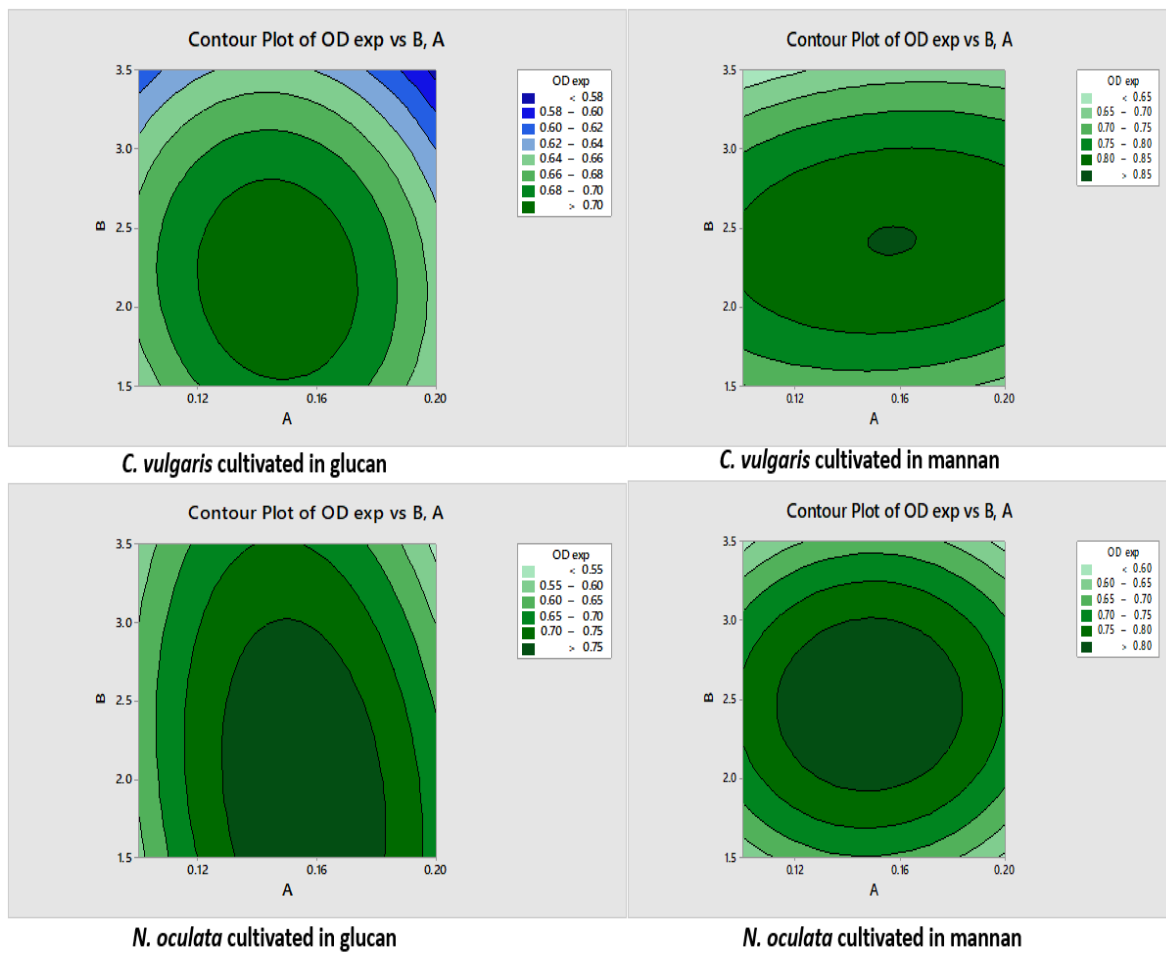 Contour Plot of OD exp vs B, A
3.5
3.0
2.5
2.0
1.5
B
0.12
0.16
0.20
A
OD exp
< 0.58
0.58 – 0.60
0.60 – 0.62
0.62 – 0.64
0.64 – 0.66
0.66 – 0.68
0.68 – 0.70
> 0.70
C. vulgaris cultivated in glucan
Contour Plot of OD exp vs B, A
3.5
3.0
2.5
2.0
1.5
B
0.12
0.16
0.20
A
OD exp
< 0.65
0.65 – 0.70
0.70 – 0.75
0.75 – 0.80
0.80 – 0.85
> 0.85
C. vulgaris cultivated in mannan
Contour Plot of OD exp vs B, A
3.5
3.0
2.5
2.0
1.5
B
0.12
0.16
0.20
A
OD exp
< 0.55
0.55 – 0.60
0.60 – 0.65
0.65 – 0.70
0.70 – 0.75
> 0.75
N. oculata cultivated in glucan
Contour Plot of OD exp vs B, A
3.5
3.0
2.5
2.0
1.5
B
0.12
0.16
0.20
A
OD exp
< 0.60
0.60 – 0.65
0.65 – 0.70
0.70 – 0.75
0.75 – 0.80
> 0.80
N. oculata cultivated in mannan